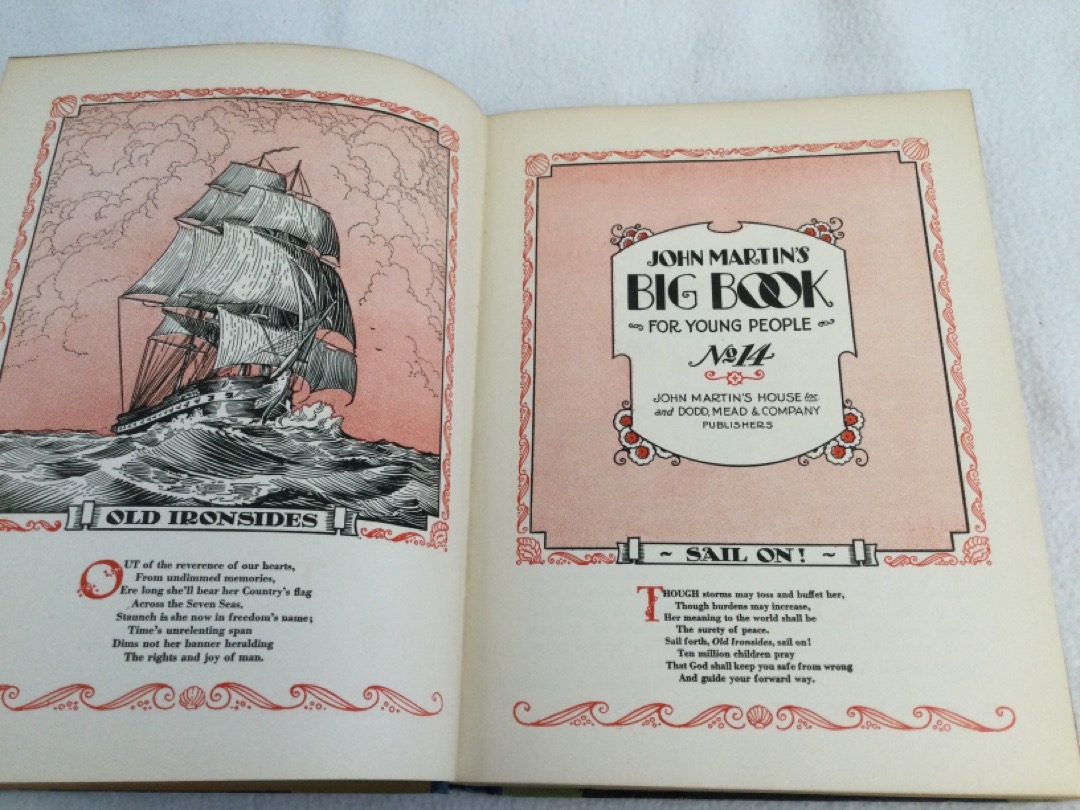 OLD IRONSIDES
OUT of the reverence of our hearts,
From undimmed memories,
Ere long she'll bear her Country's flag
Across the Seven Seas.
Staunch is she now in freedom's name;
Time's unrelenting span
Dims not her banner heralding
The rights and joy of man.
JOHN MARTIN'S
BIG BOOK
FOR YOUNG PEOPLE
No 14
JOHN MARTIN'S HOUSE Inc
and DODD, MEAD & COMPANY
PUBLISHERS
~ SAIL ON! ~
THOUGH storms may toss and buffet her,
Though burdens may increase,
Her meaning to the world shall be
The surety of peace.
Sail forth, Old Ironsides, sail on!
Ten million children pray
That God shall keep you safe from wrong
And guide your forward way.